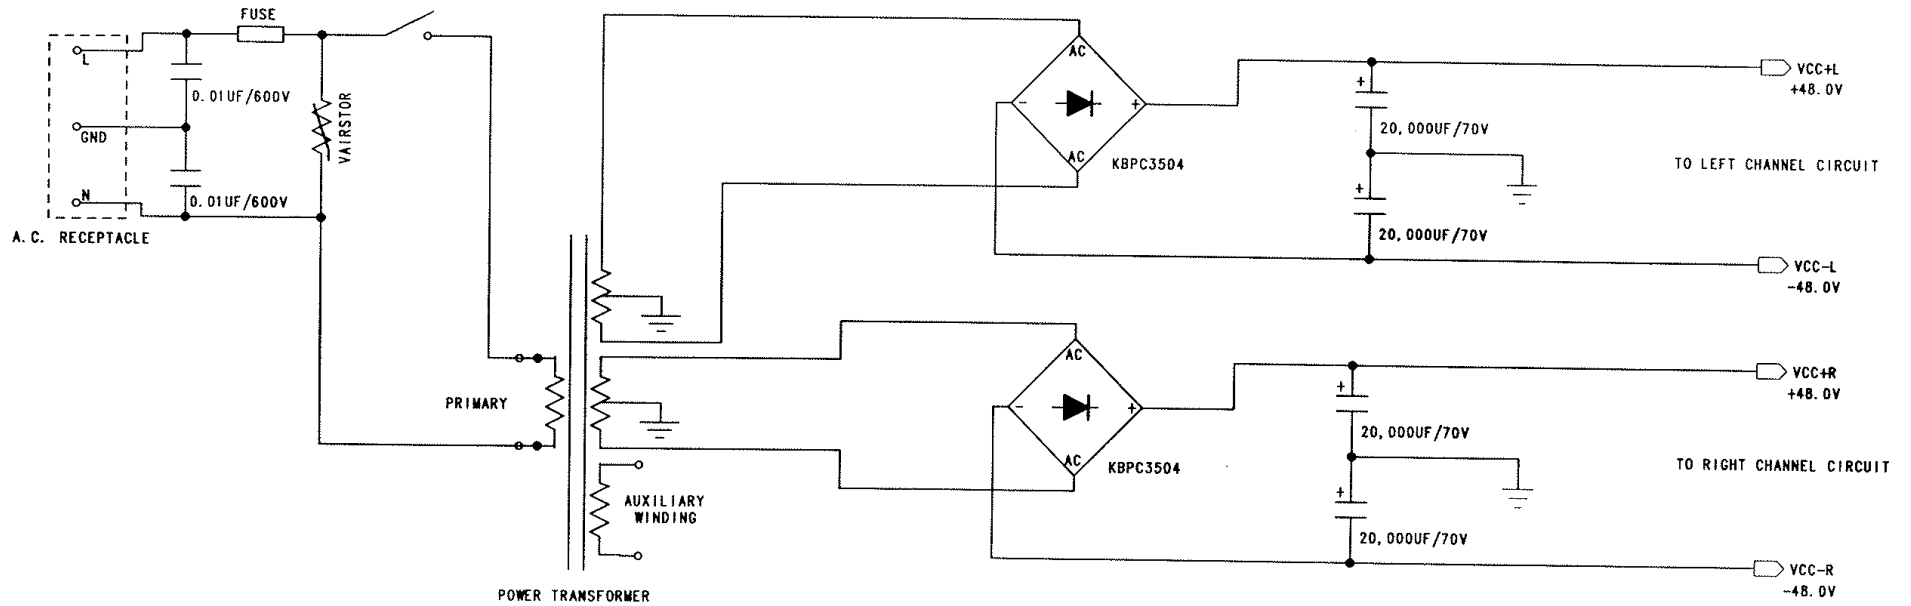 FUSE
L
0.01UF/600V
GND
VAIRSTOR
N
0.01UF/600V
A.C. RECEPTACLE
PRIMARY
AUXILIARY
WINDING
POWER TRANSFORMER
AC
-
+
AC
KBPC3504
+
20,000UF/70V
+
20,000UF/70V
VCC+L
+48.0V
TO LEFT CHANNEL CIRCUIT
VCC-L
-48.0V
AC
-
+
AC
KBPC3504
+
20,000UF/70V
+
20,000UF/70V
VCC+R
+48.0V
TO RIGHT CHANNEL CIRCUIT
VCC-R
-48.0V